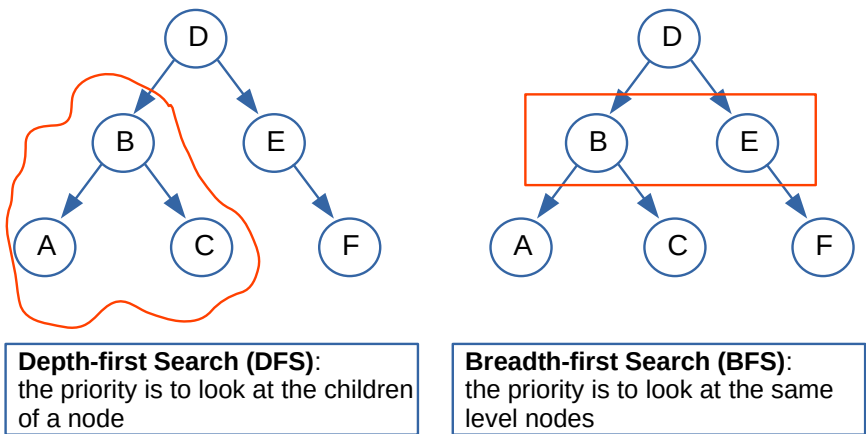 D
B
E
A
C
F
Depth-first Search (DFS):
the priority is to look at the children
of a node
D
B
E
A
C
F
Breadth-first Search (BFS):
the priority is to look at the same
level nodes